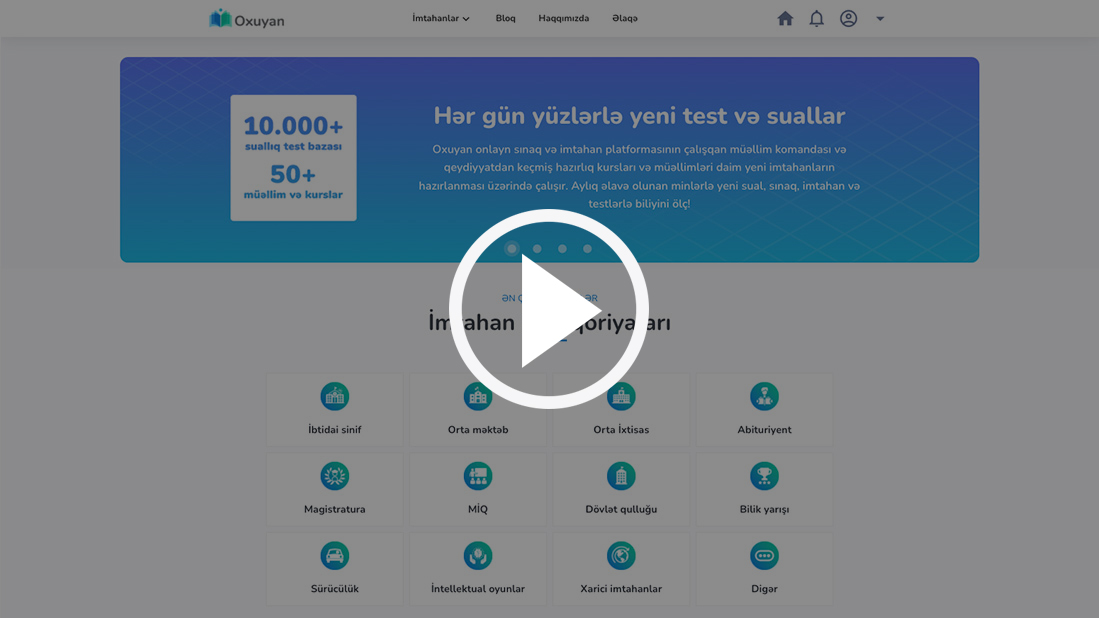 Oxuyan
İmtahanlar
Bloq
Haqqımızda
Əlaqə
10.000+
suallıq test bazası
50+
müəllim və kurslar
Hər gün yüzlərlə yeni test və suallar
Oxuyan onlayn sınaq və imtahan platformasının çalışqan müəllim komandası və
qeydiyyatdan keçmiş hazırlıq kursları və müəllimləri daim yeni imtahanların
hazırlanması üzərində çalışır. Aylıq əlavə olunan minlərlə yeni sual, sınaq, imtahan və
testlərlə biliyini ölç!
ƏN
İmtahan
İbtidai sinif
Orta məktəb
Orta İxtisas
Abituriyent
Magistratura
MİQ
Dövlət qulluğu
Bilik yarışı
Sürücülük
İntellektual oyunlar
Xarici imtahanlar
Digər